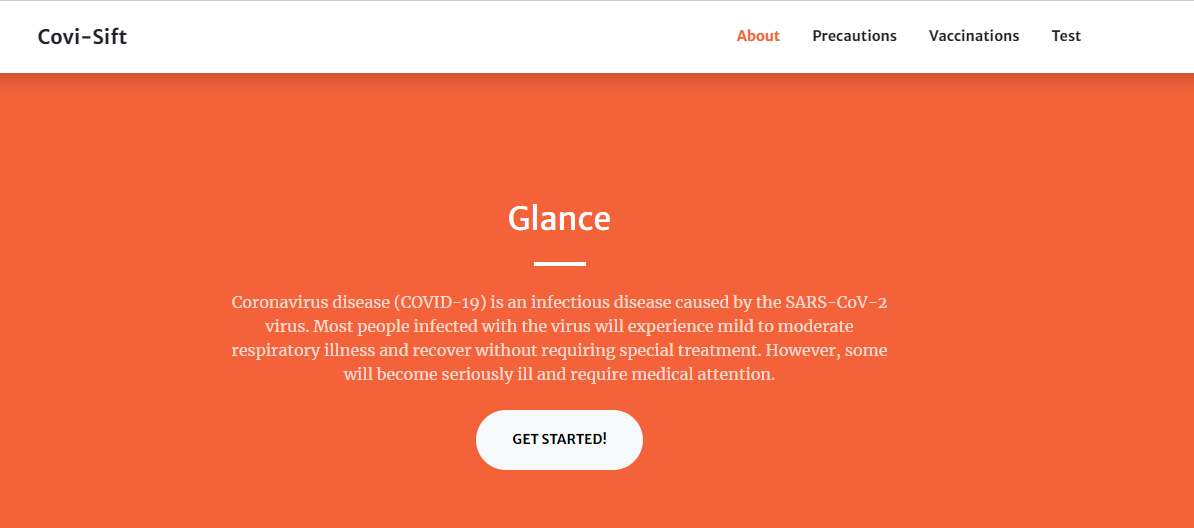 Covi-Sift
About Precautions Vaccinations Test
Glance
Coronavirus disease (COVID-19) is an infectious disease caused by the SARS-CoV-2
virus. Most people infected with the virus will experience mild to moderate
respiratory illness and recover without requiring special treatment. However, some
will become seriously ill and require medical attention.
GET STARTED!